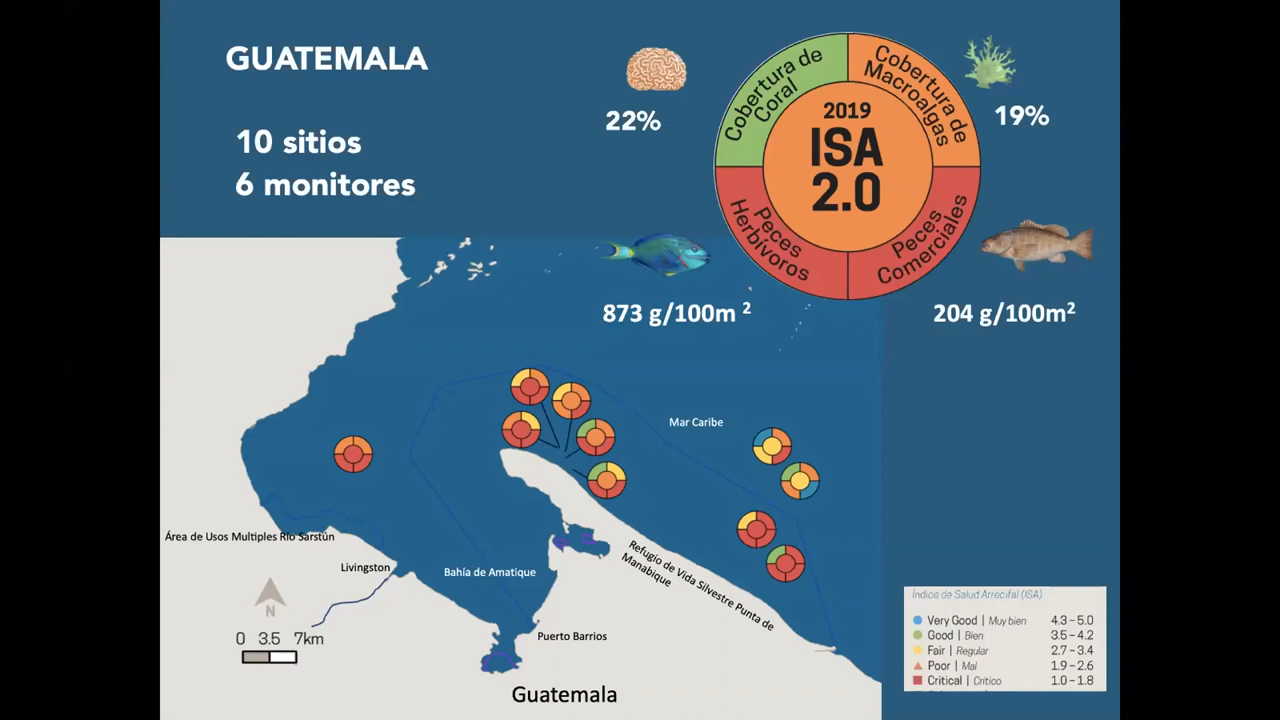 GUATEMALA
10 sitios
6 monitores
22%
Cobertura de
Coral
Cobertura de
Macroalgas
19%
2019
ISA
2.0
Peces
Herbívoros
Peces
Comerciales
873 g/100m 2
204 g/100m2
Mar Caribe
Área de Usos Multiples Río Sarstún
Livingston
Bahía de Amatique
Refugio de Vida Silvestre Punta de
Manabique
N
0 3.5 7km
Puerto Barrios
Guatemala
Índice de Salud Arrecifal (ISA)
Very Good | Muy bien 4.3 – 5.0
Good | Bien 3.5 – 4.2
Fair | Regular 2.7 – 3.4
Poor | Mal 1.9 – 2.6
Critical | Crítico 1.0 – 1.8